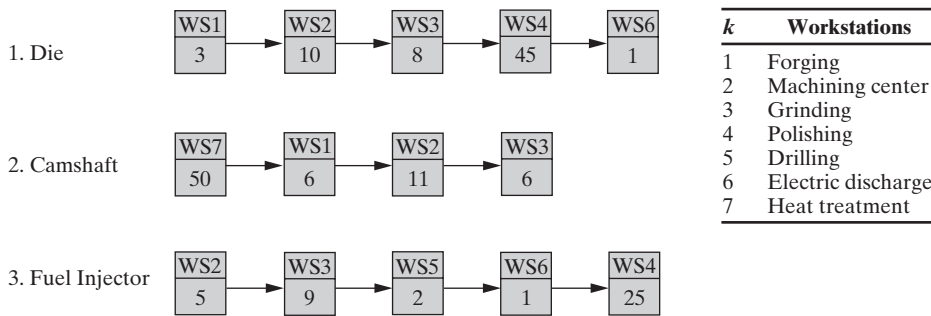 1. Die
WS1 WS2 WS3 WS4 WS6
3 10 8 45 1
2. Camshaft
WS7 WS1 WS2 WS3
50 6 11 6
3. Fuel Injector
WS2 WS3 WS5 WS6 WS4
5 9 2 1 25
k Workstations
1 Forging
2 Machining center
3 Grinding
4 Polishing
5 Drilling
6 Electric discharge
7 Heat treatment